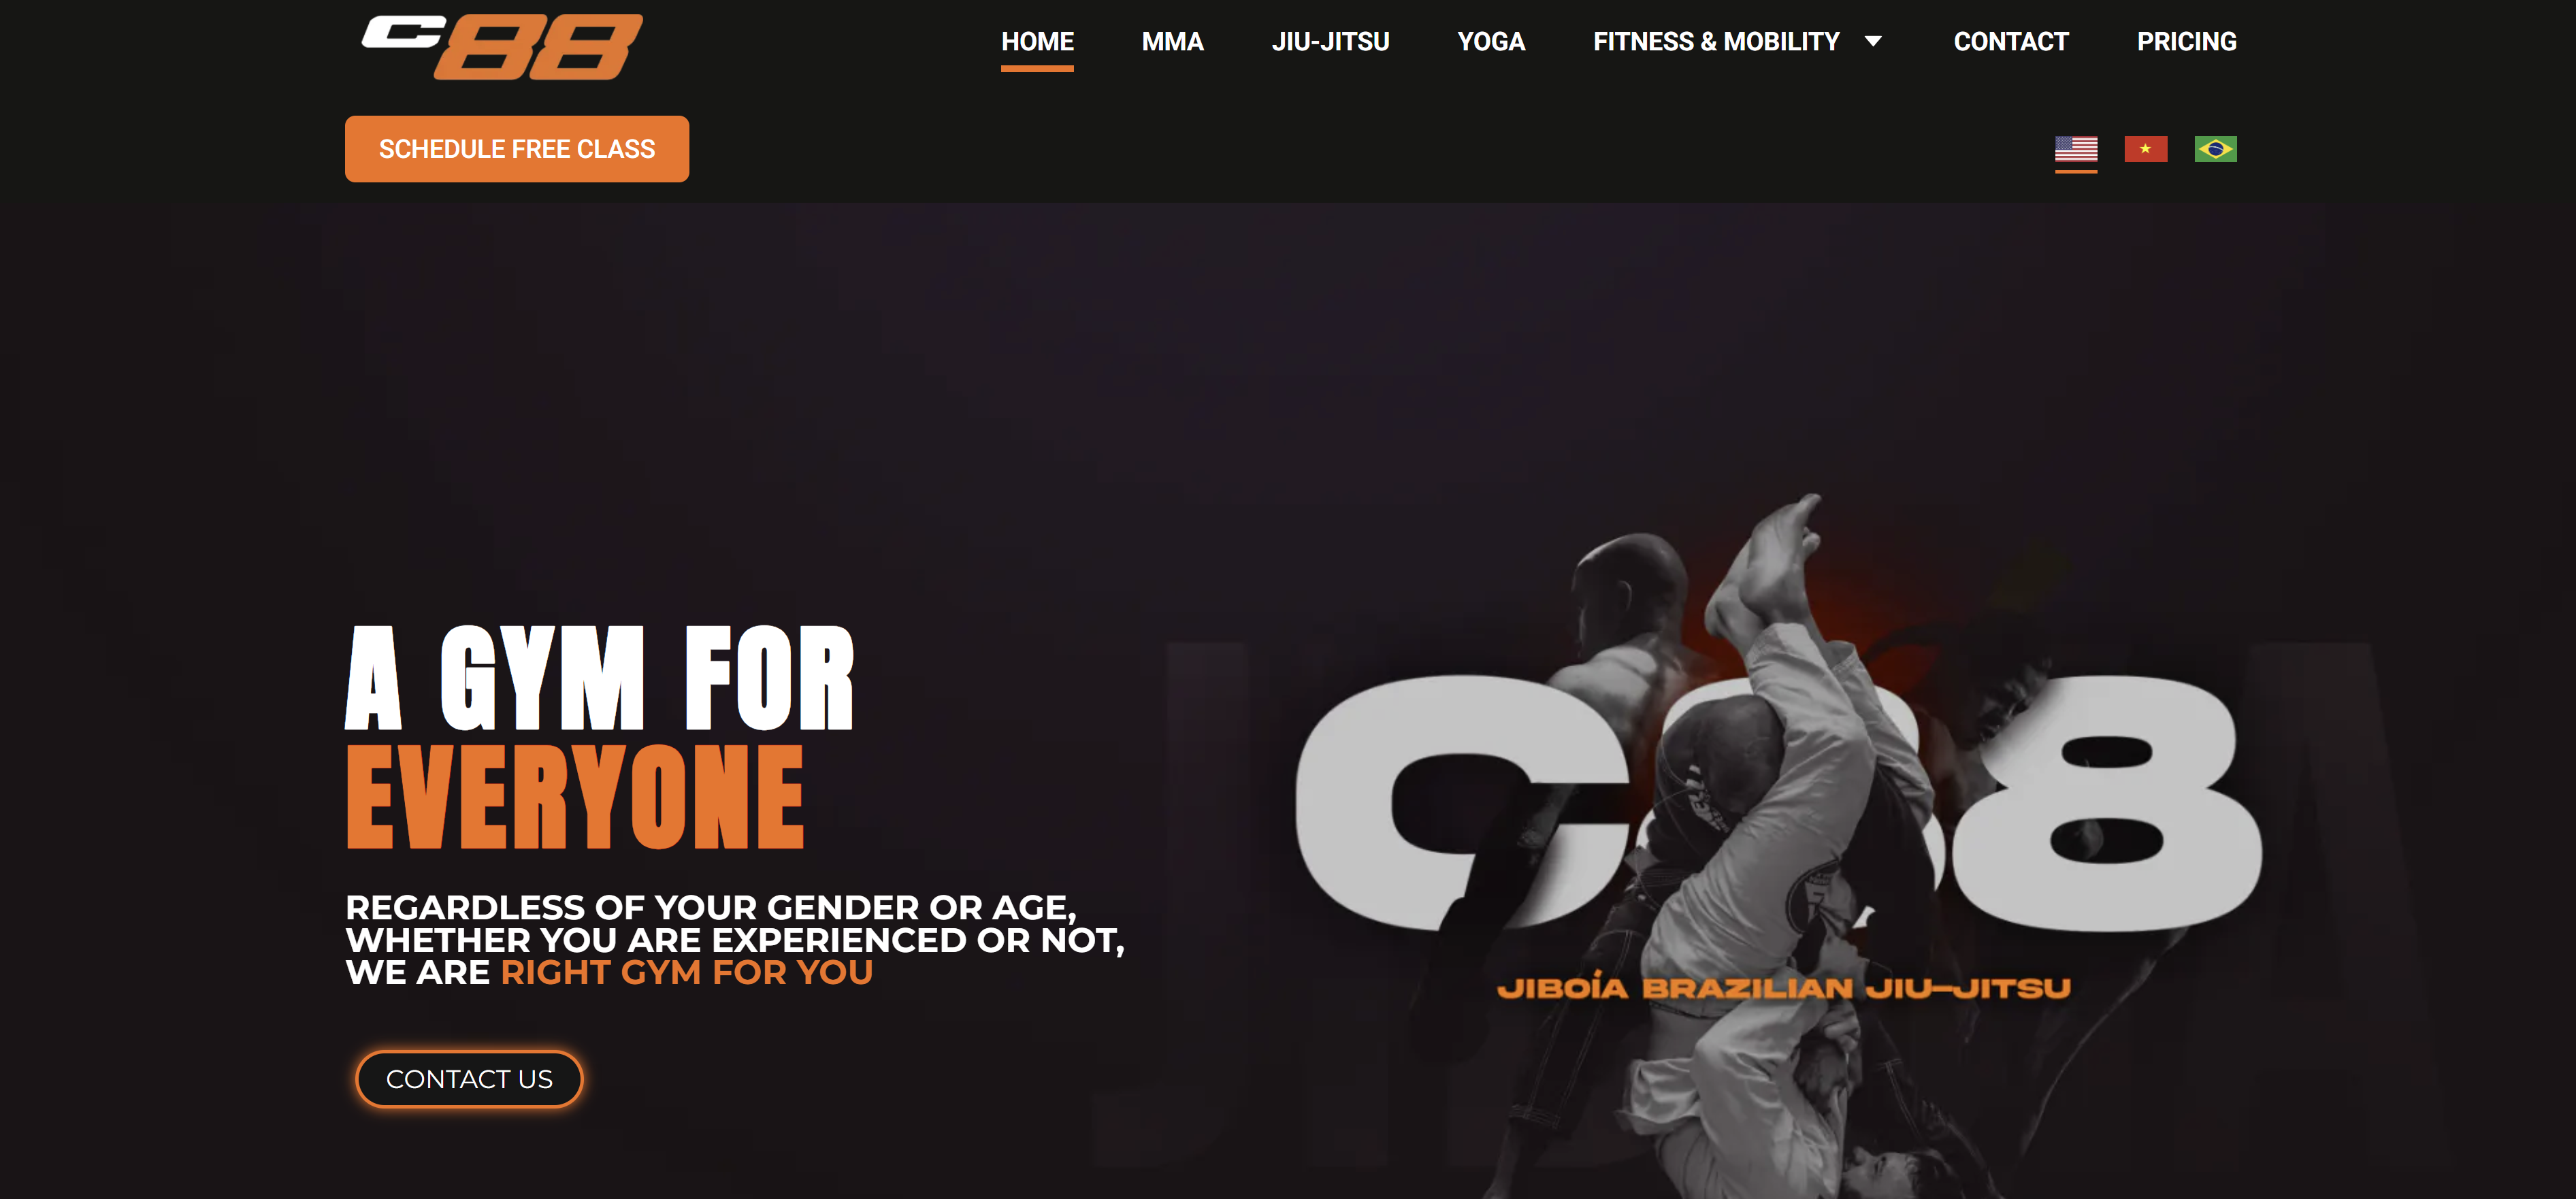 C88
HOME MMA JIU-JITSU YOGA FITNESS & MOBILITY CONTACT PRICING
SCHEDULE FREE CLASS
A GYM FOR
EVERYONE
REGARDLESS OF YOUR GENDER OR AGE,
WHETHER YOU ARE EXPERIENCED OR NOT,
WE ARE RIGHT GYM FOR YOU
CONTACT US
C88
JIBOÍA BRAZILIAN JIU-JITSU